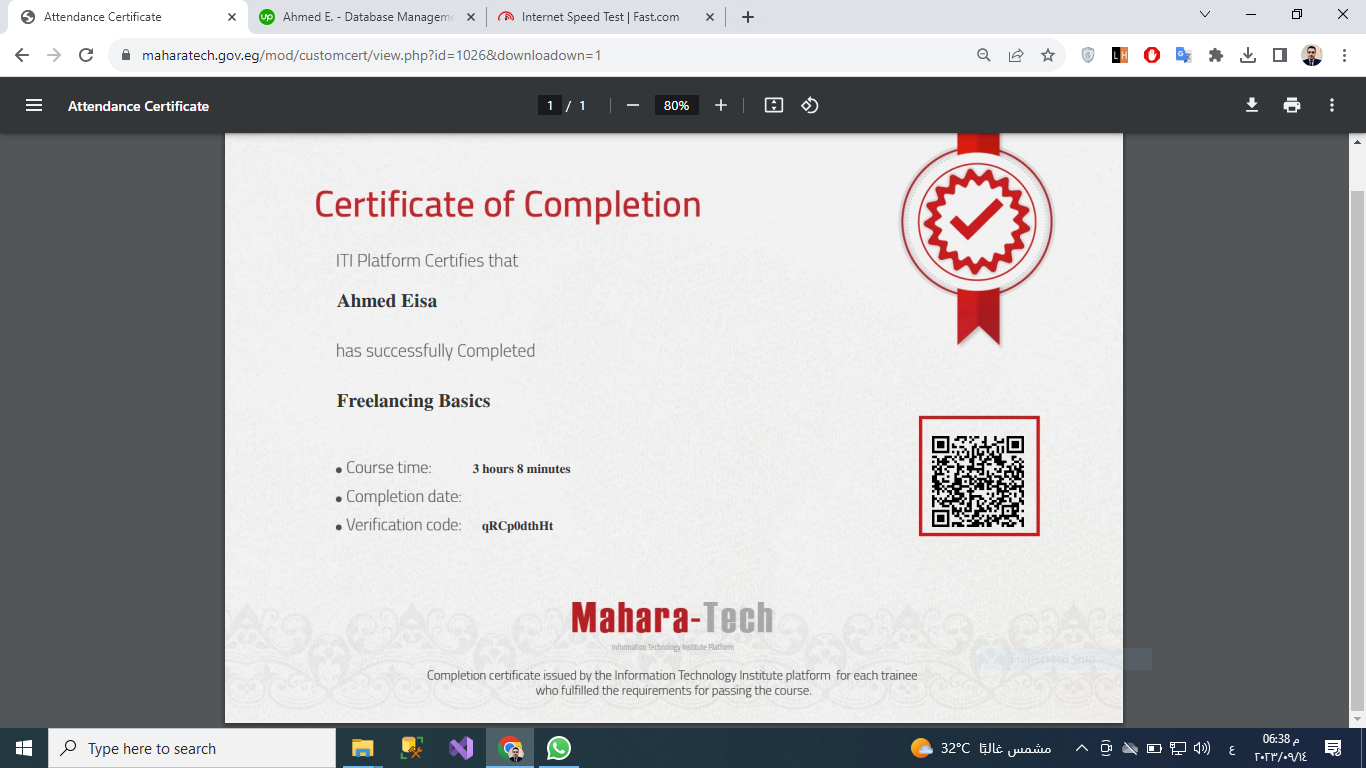 Attendance Certificate
Ahmed E. - Database Managem
Internet Speed Test | Fast.com
maharatech.gov.eg/mod/customcert/view.php?id=1026&downloadown=1
Attendance Certificate
1 / 1
80%
Certificate of Completion
ITI Platform Certifies that
Ahmed Eisa
has successfully Completed
Freelancing Basics
• Course time: 3 hours 8 minutes
• Completion date:
• Verification code: qRCp0dthHt
Mahara-Tech
Information Technology Institute Platform
Full-screen Snip
Completion certificate issued by the Information Technology Institute platform for each trainee
who fulfilled the requirements for passing the course.
Type here to search
32°C مشمس غالبًا
ع
06:38 م
٢٠٢٣/٠٩/١٤